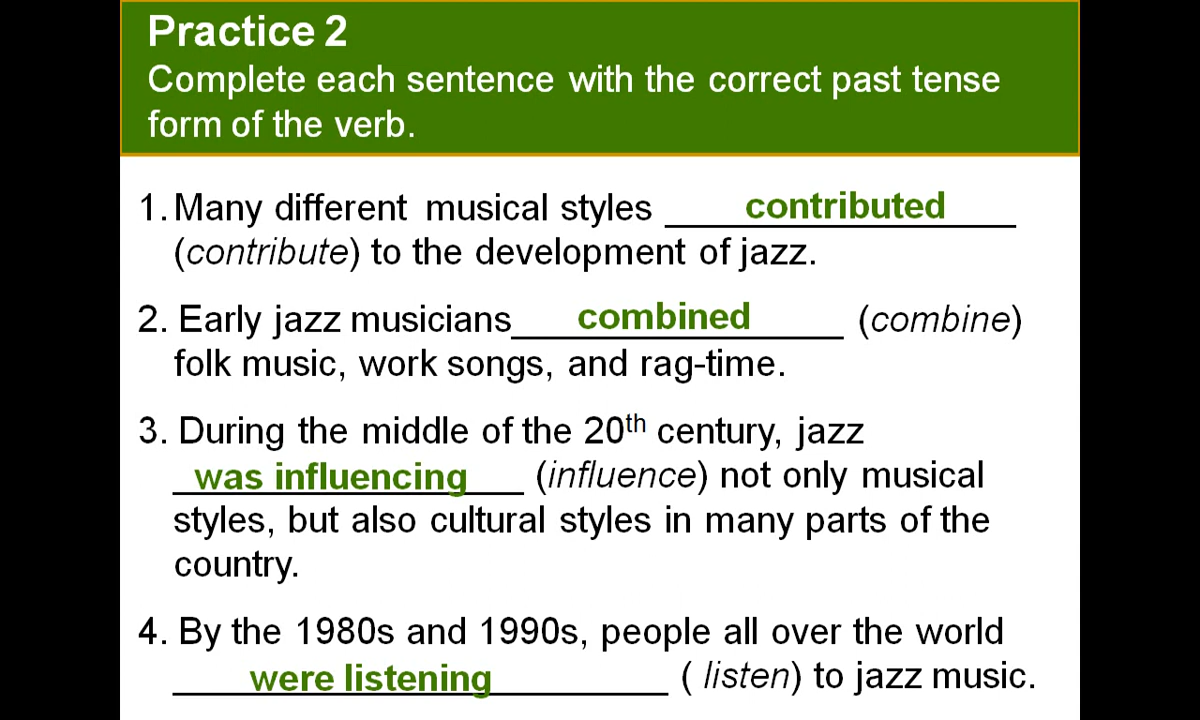 Practice 2
Complete each sentence with the correct past tense
form of the verb.
1. Many different musical styles contributed
(contribute) to the development of jazz.
2. Early jazz musicians combined (combine)
folk music, work songs, and rag-time.
3. During the middle of the 20th century, jazz
was influencing (influence) not only musical
styles, but also cultural styles in many parts of the
country.
4. By the 1980s and 1990s, people all over the world
were listening ( listen) to jazz music.